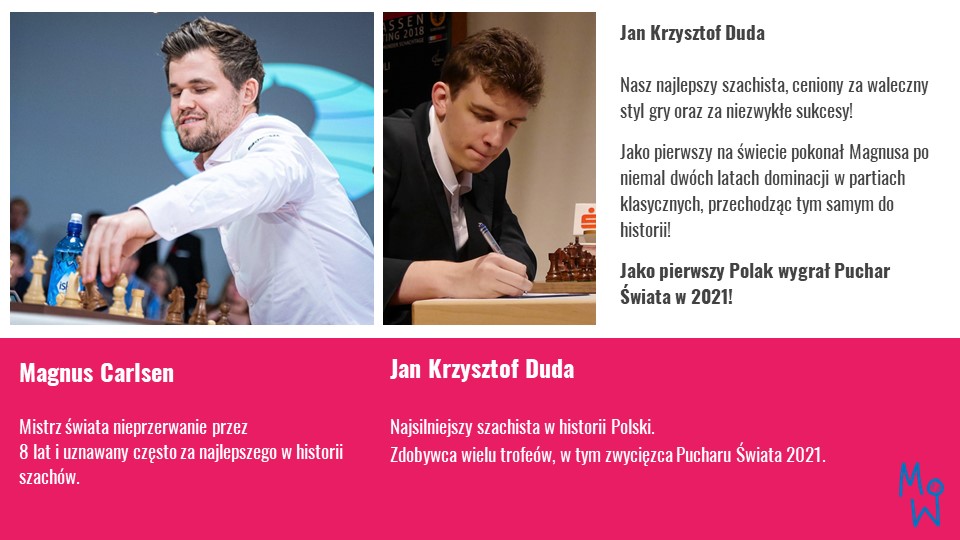 ASSEN
TING 2018
Jan Krzysztof Duda
Nasz najlepszy szachista, ceniony za waleczny
styl gry oraz za niezwykłe sukcesy!
Jako pierwszy na świecie pokonał Magnusa po
niemal dwóch latach dominacji w partiach
klasycznych, przechodząc tym samym do
historii!
Jako pierwszy Polak wygrał Puchar
Świata w 2021!
Magnus Carlsen
Mistrz świata nieprzerwanie przez
8 lat i uznawany często za najlepszego w historii
szachów.
Jan Krzysztof Duda
Najsilniejszy szachista w historii Polski.
Zdobywca wielu trofeów, w tym zwycięzca Pucharu Świata 2021.
MoW